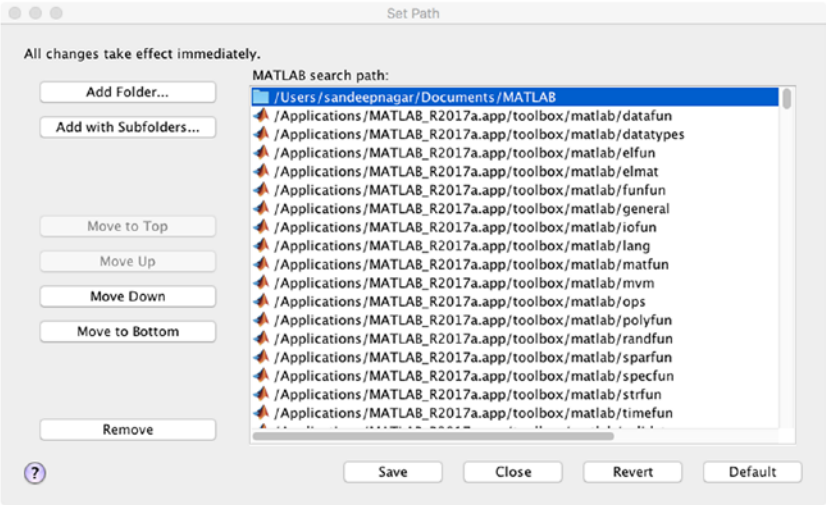 Set Path
All changes take effect immediately.
MATLAB search path:
Add Folder...
Add with Subfolders...
Move to Top
Move Up
Move Down
Move to Bottom
Remove
/Users/sandeepnagar/Documents/MATLAB
/Applications/MATLAB_R2017a.app/toolbox/matlab/datafun
/Applications/MATLAB_R2017a.app/toolbox/matlab/datatypes
/Applications/MATLAB_R2017a.app/toolbox/matlab/elfun
/Applications/MATLAB_R2017a.app/toolbox/matlab/elmat
/Applications/MATLAB_R2017a.app/toolbox/matlab/funfun
/Applications/MATLAB_R2017a.app/toolbox/matlab/general
/Applications/MATLAB_R2017a.app/toolbox/matlab/iofun
/Applications/MATLAB_R2017a.app/toolbox/matlab/lang
/Applications/MATLAB_R2017a.app/toolbox/matlab/matfun
/Applications/MATLAB_R2017a.app/toolbox/matlab/mvm
/Applications/MATLAB_R2017a.app/toolbox/matlab/ops
/Applications/MATLAB_R2017a.app/toolbox/matlab/polyfun
/Applications/MATLAB_R2017a.app/toolbox/matlab/randfun
/Applications/MATLAB_R2017a.app/toolbox/matlab/sparfun
/Applications/MATLAB_R2017a.app/toolbox/matlab/specfun
/Applications/MATLAB_R2017a.app/toolbox/matlab/strfun
/Applications/MATLAB_R2017a.app/toolbox/matlab/timefun
?
Save
Close
Revert
Default